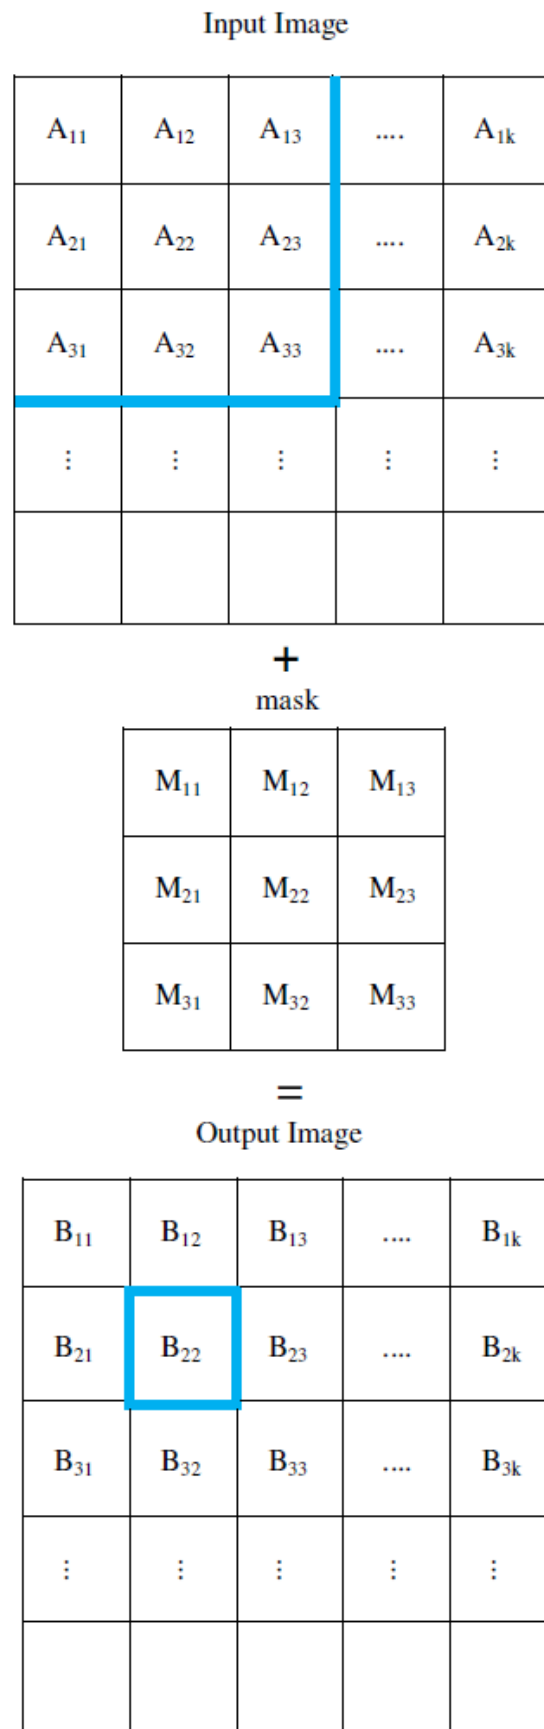 Input Image
A₁₁ A₁₂ A₁₃ .... A₁ₖ
A₂₁ A₂₂ A₂₃ .... A₂ₖ
A₃₁ A₃₂ A₃₃ .... A₃ₖ
⋮ ⋮ ⋮ ⋮ ⋮
+
mask
M₁₁ M₁₂ M₁₃
M₂₁ M₂₂ M₂₃
M₃₁ M₃₂ M₃₃
=
Output Image
B₁₁ B₁₂ B₁₃ .... B₁ₖ
B₂₁ B₂₂ B₂₃ .... B₂ₖ
B₃₁ B₃₂ B₃₃ .... B₃ₖ
⋮ ⋮ ⋮ ⋮ ⋮